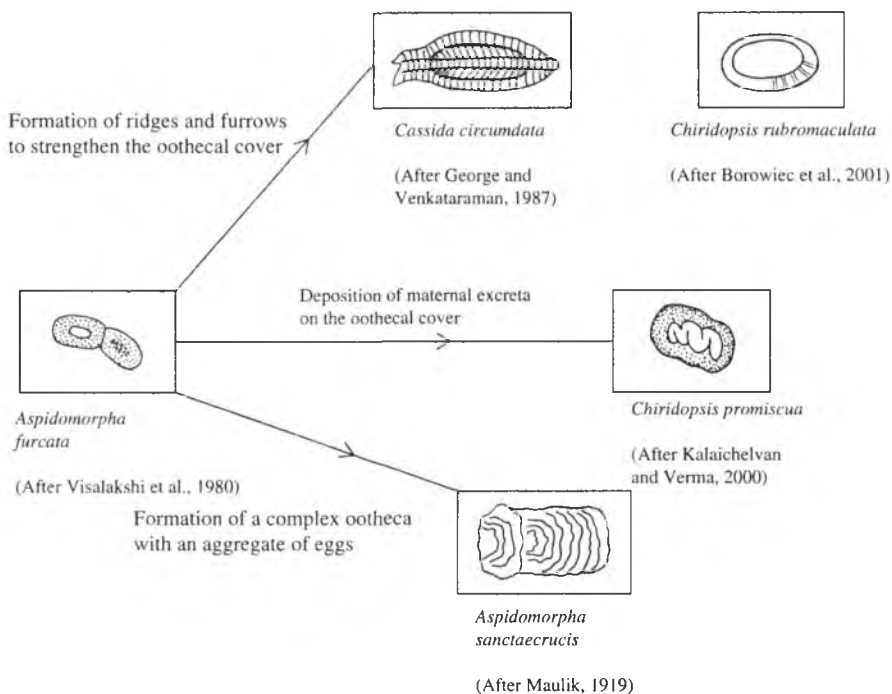 Cassida circumdata
(After George and
Venkataraman, 1987)
Chiridopsis rubromaculata
(After Borowiec et al., 2001)
Formation of ridges and furrows
to strengthen the oothecal cover
Deposition of maternal excreta
on the oothecal cover
Aspidomorpha
furcata
(After Visalakshi et al., 1980)
Chiridopsis promiscua
(After Kalaichelvan
and Verma, 2000)
Formation of a complex ootheca
with an aggregate of eggs
Aspidomorpha
sanctaecrucis
(After Maulik, 1919)